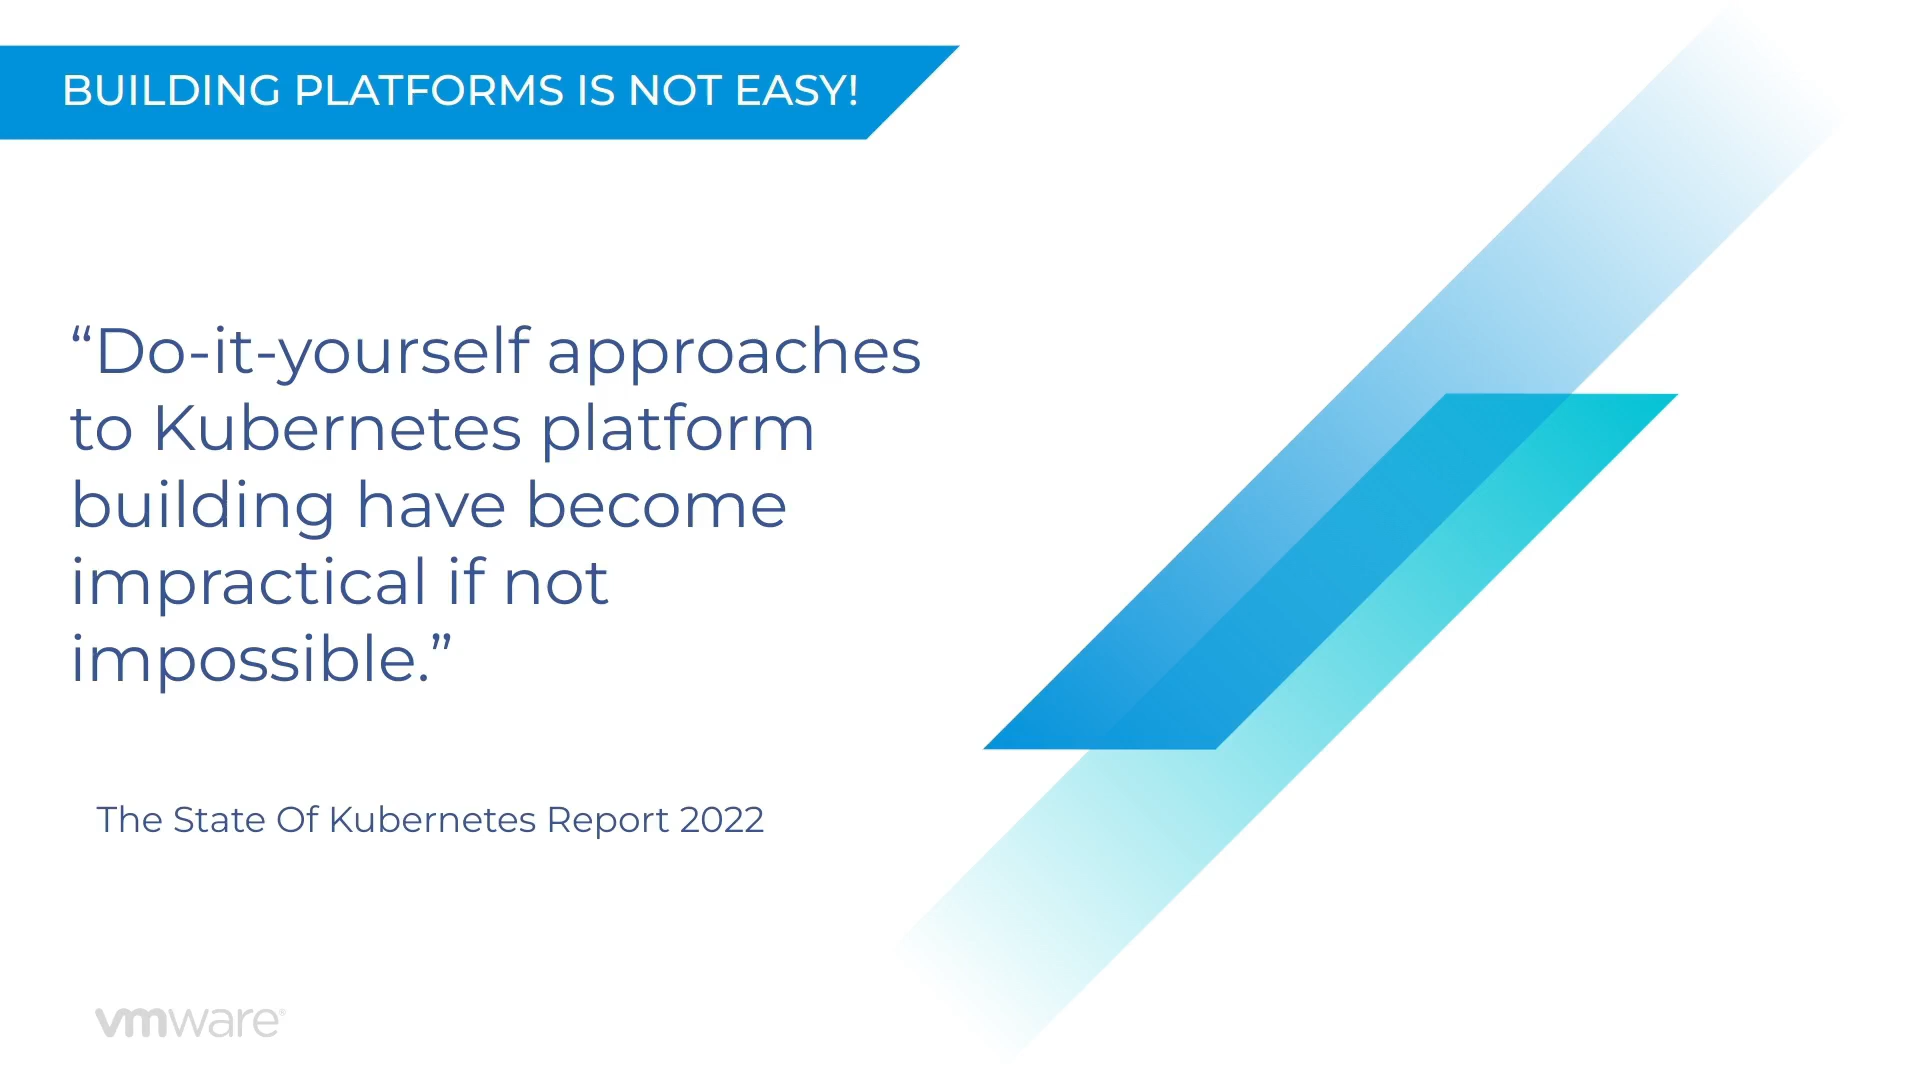 BUILDING PLATFORMS IS NOT EASY!
“Do-it-yourself approaches
to Kubernetes platform
building have become
impractical if not
impossible.”
The State Of Kubernetes Report 2022
vmware®